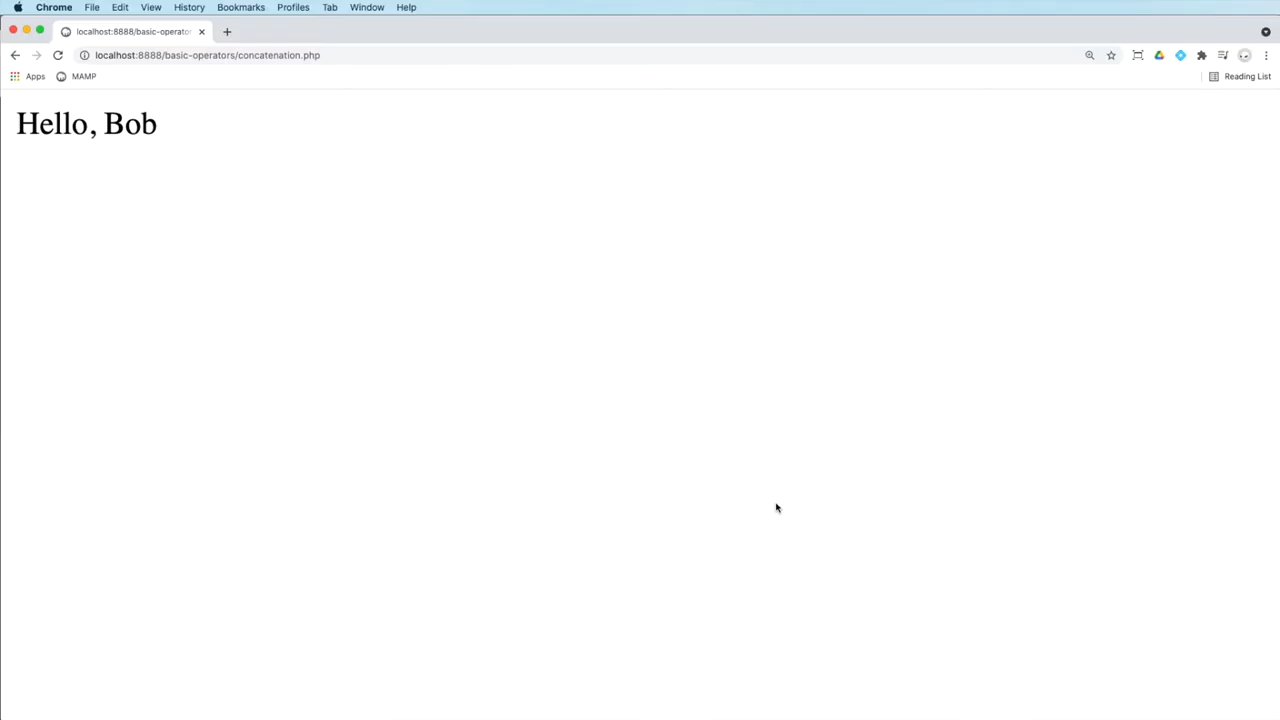 Chrome File Edit View History Bookmarks Profiles Tab Window Help
localhost:8888/basic-operator
localhost:8888/basic-operators/concatenation.php
Apps MAMP Reading List
Hello, Bob